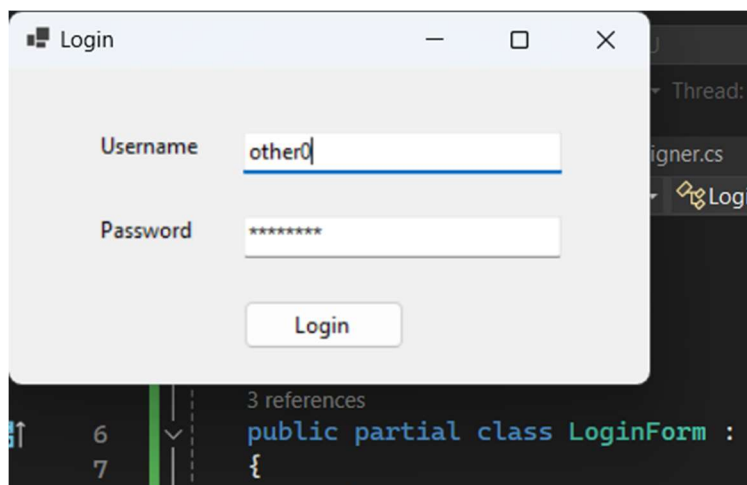 Login
Thread:
Username
other0
igner.cs
Logi
Password
********
Login
3 references
6 public partial class LoginForm :
7 {